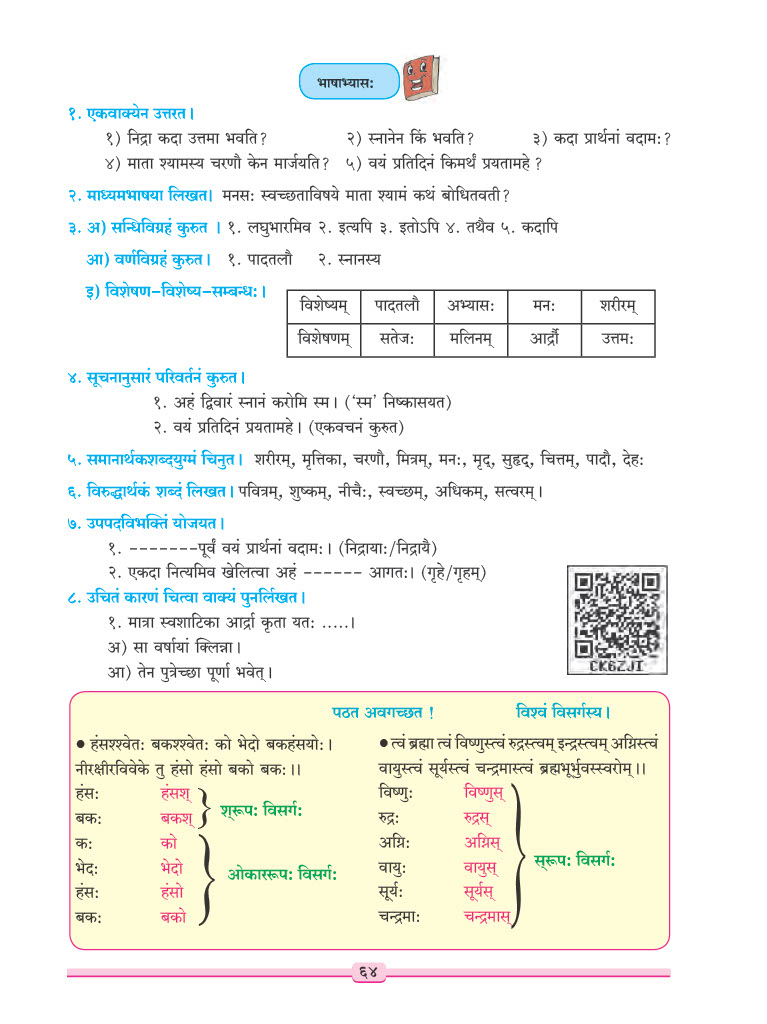 भाषाभ्यासः
१. एकवाक्येन उत्तरत।
१) निद्रा कदा उत्तमा भवति? २) स्नानेन किं भवति? ३) कदा प्रार्थनां वदामः?
४) माता श्यामस्य चरणौ केन मार्जयति? ५) वयं प्रतिदिनं किमर्थं प्रयतामहे ?
२. माध्यमभाषया लिखत। मनसः स्वच्छताविषये माता श्यामं कथं बोधितवती?
३. अ) सन्धिविग्रहं कुरुत । १. लघुभारमिव २. इत्यपि ३. इतोऽपि ४. तथैव ५. कदापि
आ) वर्णविग्रहं कुरुत। १. पादतलौ २. स्नानस्य
इ) विशेषण-विशेष्य-सम्बन्धः।
विशेष्यम् पादतलौ अभ्यासः मनः शरीरम्
विशेषणम् सतेजः मलिनम् आर्द्रौ उत्तमः
४. सूचनानुसारं परिवर्तनं कुरुत।
१. अहं द्विवारं स्नानं करोमि स्म। ('स्म' निष्कासयत)
२. वयं प्रतिदिनं प्रयतामहे। (एकवचनं कुरुत)
५. समानार्थकशब्दयुग्मं चिनुत। शरीरम्, मृत्तिका, चरणौ, मित्रम्, मनः, मृद्, सुहृद्, चित्तम्, पादौ, देहः
६. विरुद्धार्थकं शब्दं लिखत। पवित्रम्, शुष्कम्, नीचैः, स्वच्छम्, अधिकम्, सत्वरम्।
७. उपपदविभक्तिं योजयत।
१. -------पूर्वं वयं प्रार्थनां वदामः। (निद्रायाः/निद्रायै)
२. एकदा नित्यमिव खेलित्वा अहं ------ आगतः। (गृहे/गृहम्)
८. उचितं कारणं चित्वा वाक्यं पुनर्लिखत।
१. मात्रा स्वशाटिका आर्द्रा कृता यतः .....।
अ) सा वर्षायां क्लिन्ना।
आ) तेन पुत्रेच्छा पूर्णा भवेत्।
CK6ZJI
पठत अवगच्छत ! विश्वं विसर्गस्य।
● हंसश्श्वेतः बकश्श्वेतः को भेदो बकहंसयोः।
नीरक्षीरविवेके तु हंसो हंसो बको बकः।।
हंसः हंसश्
बकः बकश्
श्‌रूपः विसर्गः
कः को
भेदः भेदो
हंसः हंसो
बकः बको
ओकाररूपः विसर्गः
● त्वं ब्रह्मा त्वं विष्णुस्त्वं रुद्रस्त्वम् इन्द्रस्त्वम् अग्निस्त्वं
वायुस्त्वं सूर्यस्त्वं चन्द्रमास्त्वं ब्रह्मभूर्भुवस्स्वरोम्।।
विष्णुः विष्णुस्
रुद्रः रुद्रस्
अग्निः अग्निस्
वायुः वायुस्
सूर्यः सूर्यस्
चन्द्रमाः चन्द्रमास्
स्‌रूपः विसर्गः
६४